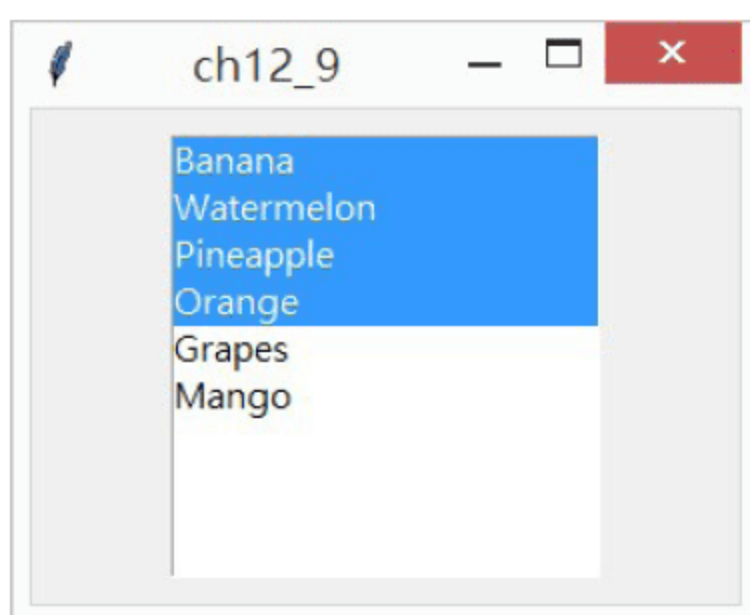 ch12_9
Banana
Watermelon
Pineapple
Orange
Grapes
Mango